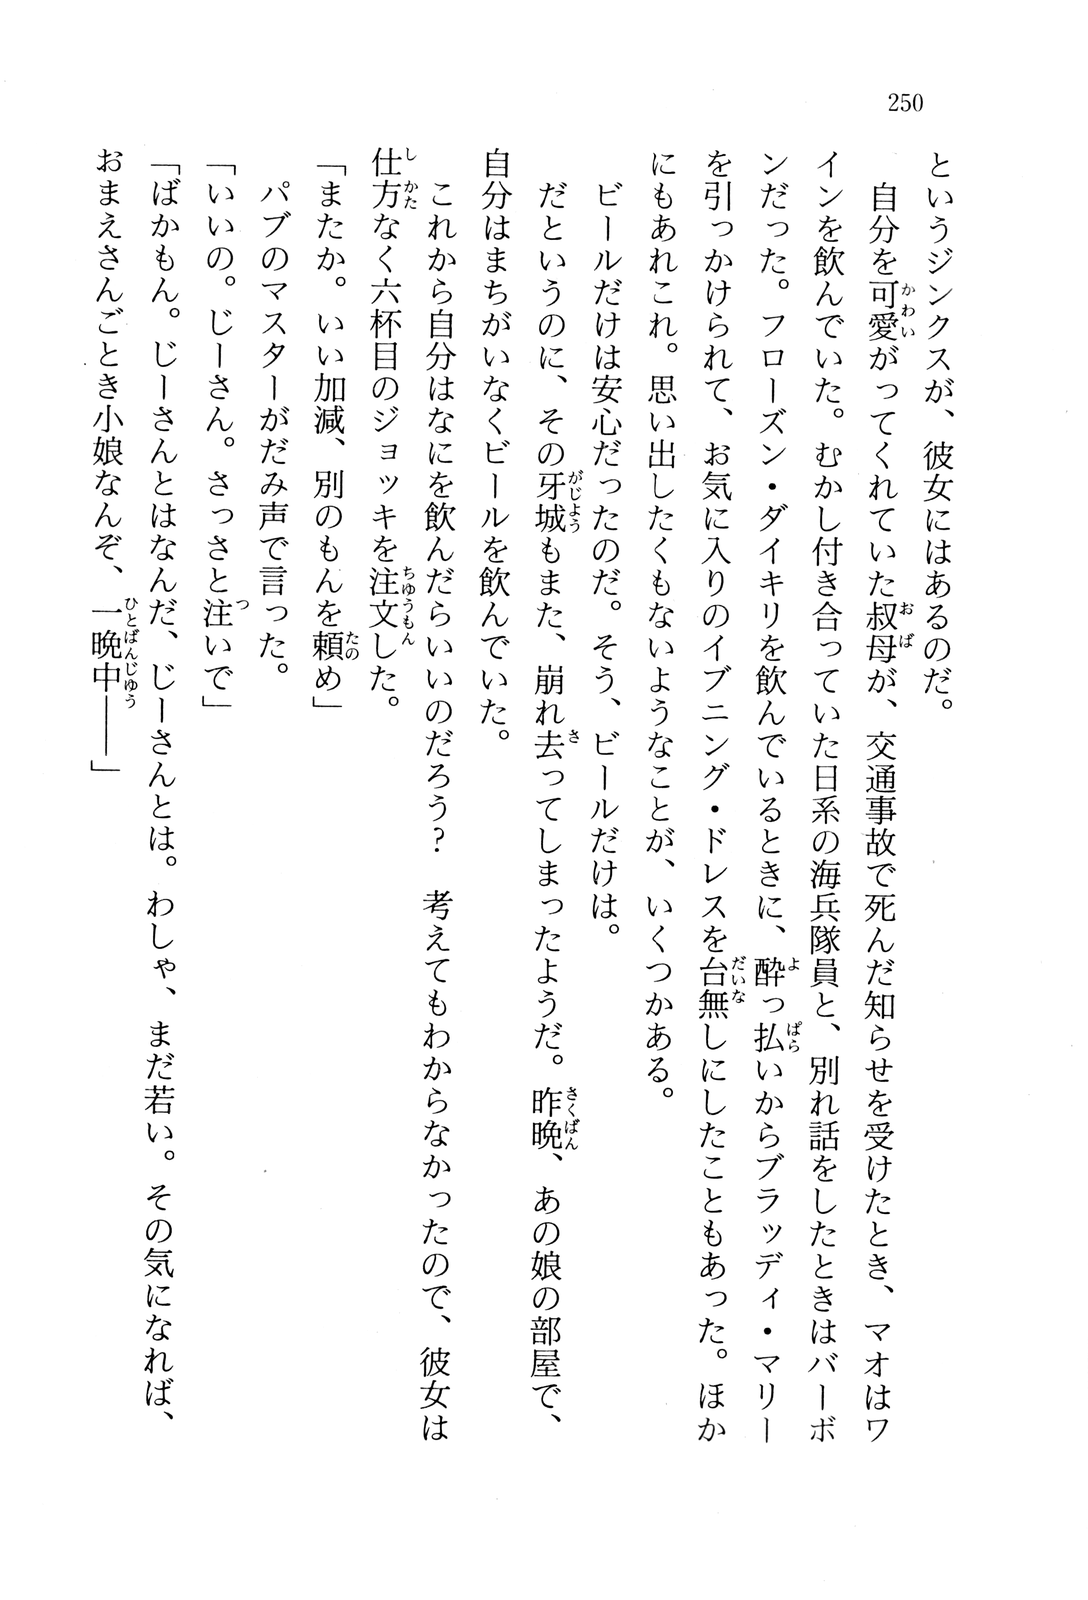 250
というジンクスが、彼女にはあるのだ。
　自分を可愛がってくれていた叔母が、交通事故で死んだ知らせを受けたとき、マオはワ
インを飲んでいた。むかし付き合っていた日系の海兵隊員と、別れ話をしたときはバーボ
ンだった。フローズン・ダイキリを飲んでいるときに、酔っ払いからブラッディ・マリー
を引っかけられて、お気に入りのイブニング・ドレスを台無しにしたこともあった。ほか
にもあれこれ。思い出したくもないようなことが、いくつかある。
　ビールだけは安心だったのだ。そう、ビールだけは。
　だというのに、その牙城もまた、崩れ去ってしまったようだ。昨晩、あの娘の部屋で、
自分はまちがいなくビールを飲んでいた。
　これから自分はなにを飲んだらいいのだろう？　考えてもわからなかったので、彼女は
仕方なく六杯目のジョッキを注文した。
「またか。いい加減、別のもんを頼め」
　パブのマスターがだみ声で言った。
「いいの。じーさん。さっさと注いで」
「ばかもん。じーさんとはなんだ、じーさんとは。わしゃ、まだ若い。その気になれば、
おまえさんごとき小娘なんぞ、一晩中――」